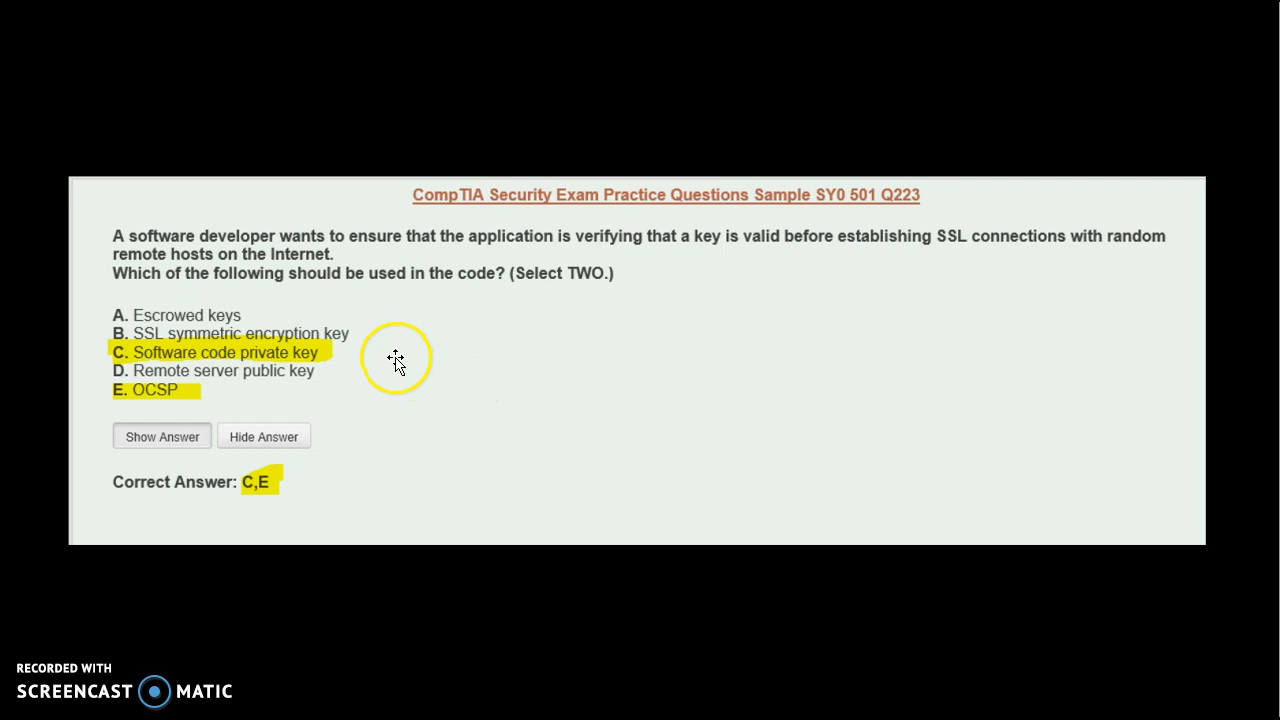 CompTIA Security Exam Practice Questions Sample SY0 501 Q223
A software developer wants to ensure that the application is verifying that a key is valid before establishing SSL connections with random
remote hosts on the Internet.
Which of the following should be used in the code? (Select TWO.)
A. Escrowed keys
B. SSL symmetric encryption key
C. Software code private key
D. Remote server public key
E. OCSP
Show Answer Hide Answer
Correct Answer: C,E
RECORDED WITH
SCREENCAST MATIC